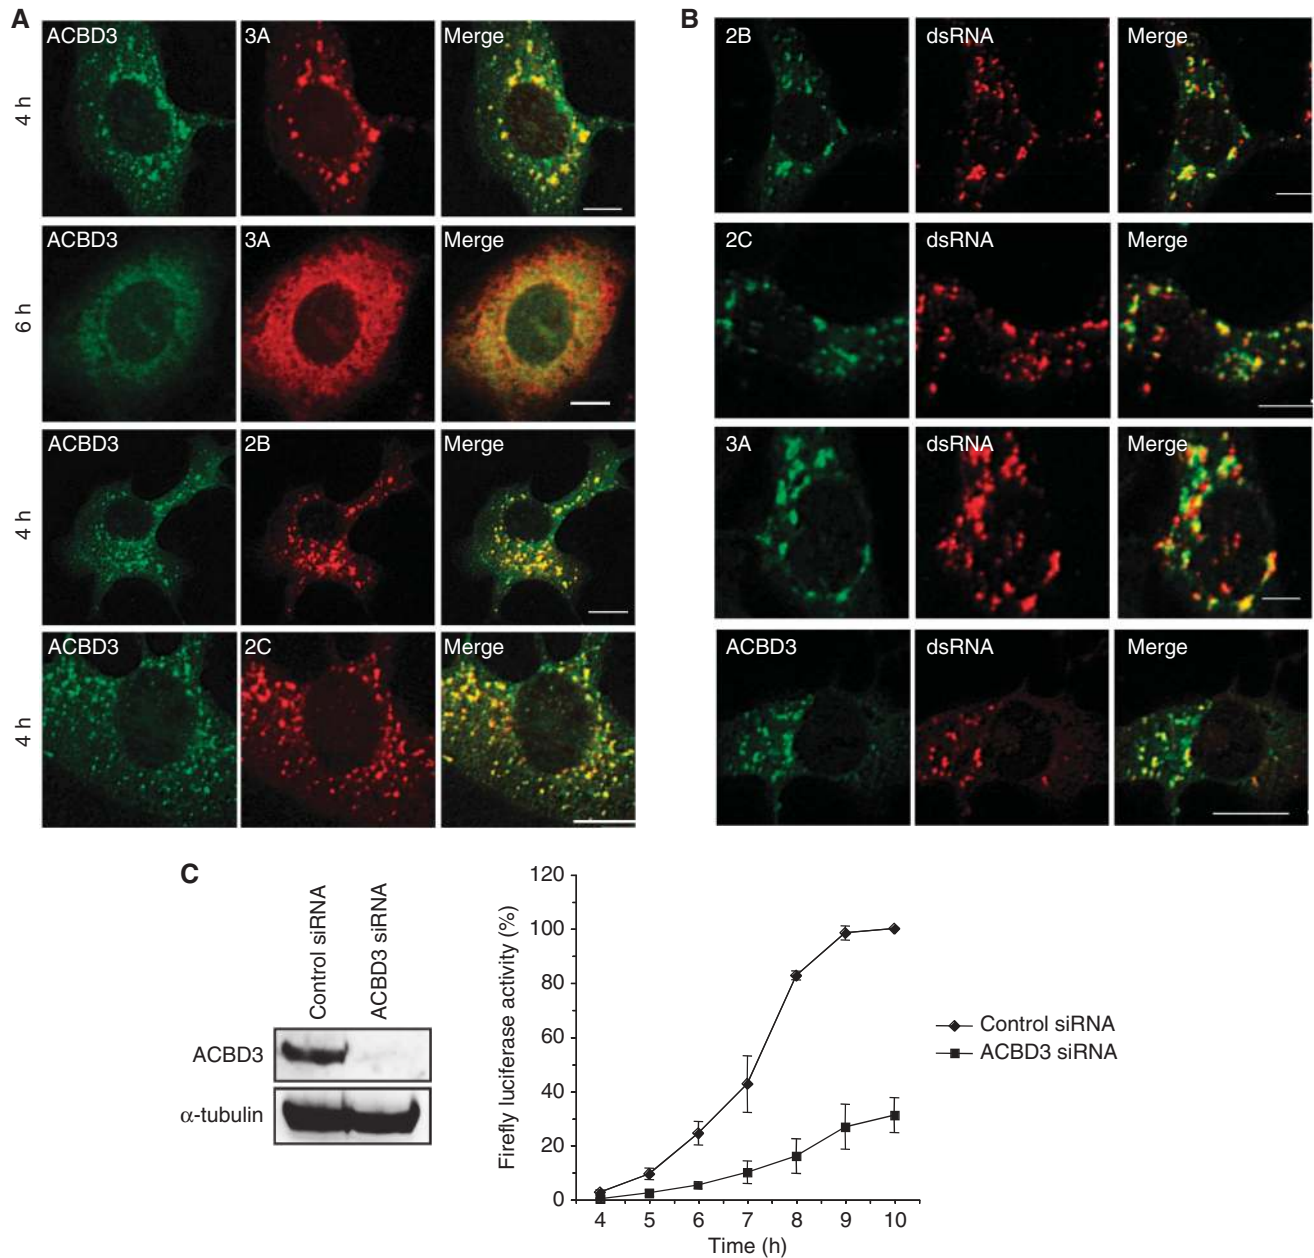 A
ACBD3 3A Merge
4 h
ACBD3 3A Merge
6 h
ACBD3 2B Merge
4 h
ACBD3 2C Merge
4 h
B
2B dsRNA Merge
2C dsRNA Merge
3A dsRNA Merge
ACBD3 dsRNA Merge
C
Control siRNA
ACBD3 siRNA
ACBD3
α-tubulin
Firefly luciferase activity (%)
120
100
80
60
40
20
0
4 5 6 7 8 9 10
Time (h)
Control siRNA
ACBD3 siRNA